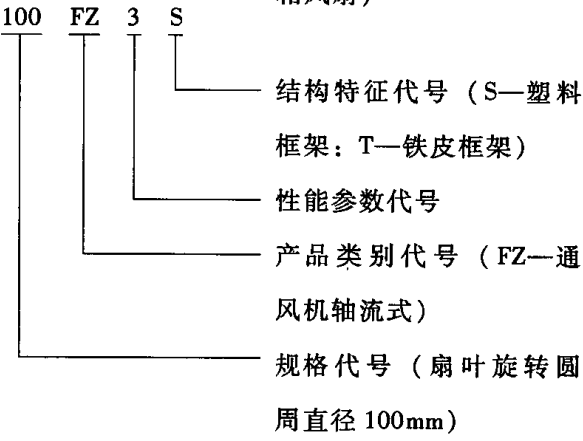 100 FZ 3 S
结构特征代号（S—塑料
框架：T—铁皮框架）
性能参数代号
产品类别代号（FZ—通
风机轴流式）
规格代号（扇叶旋转圆
周直径 100mm）